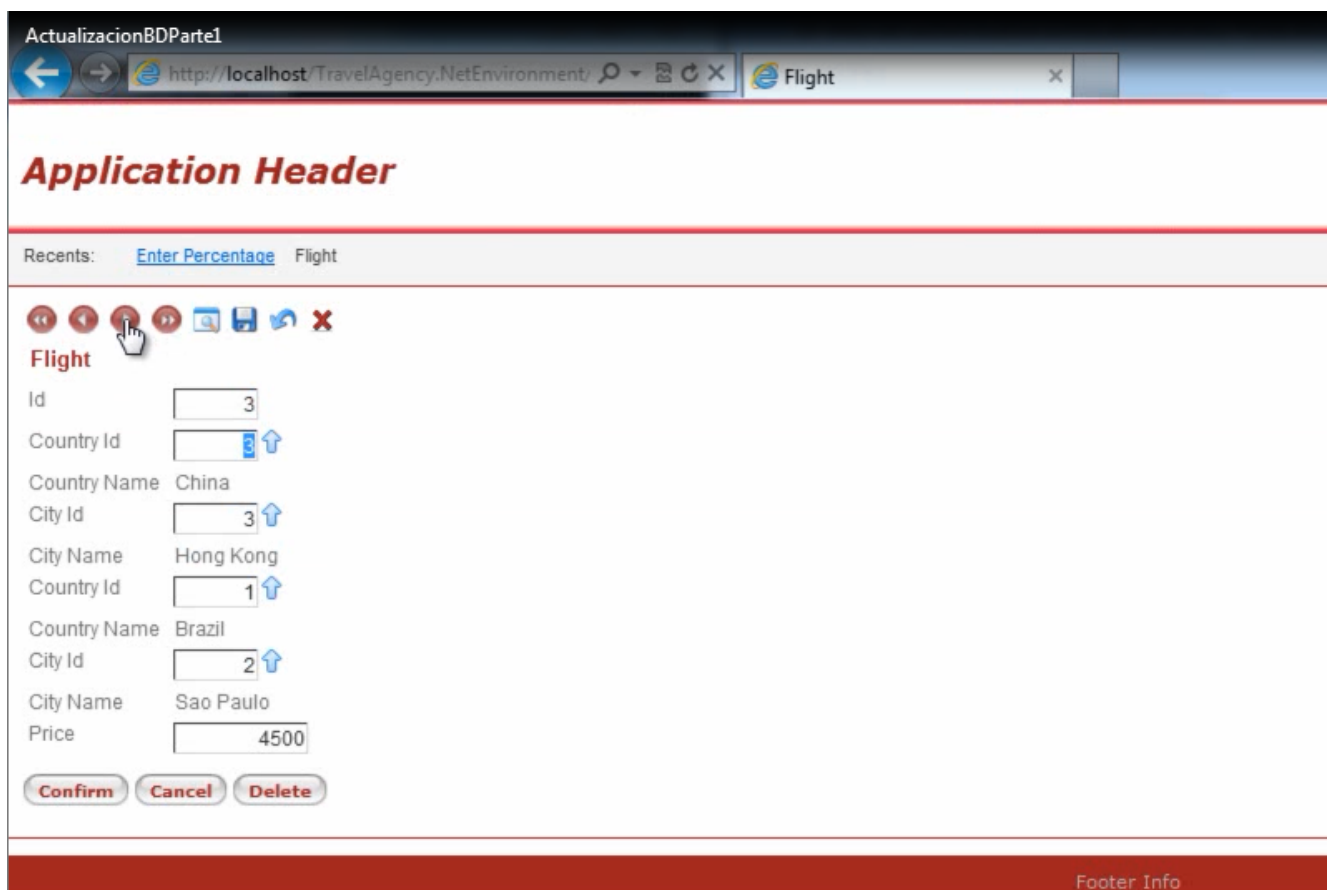 ActualizacionBDParte1
http://localhost/TravelAgency.NetEnvironment/
Flight
Application Header
Recents: Enter Percentage Flight
Flight
Id 3
Country Id 3
Country Name China
City Id 3
City Name Hong Kong
Country Id 1
Country Name Brazil
City Id 2
City Name Sao Paulo
Price 4500
Confirm Cancel Delete
Footer Info